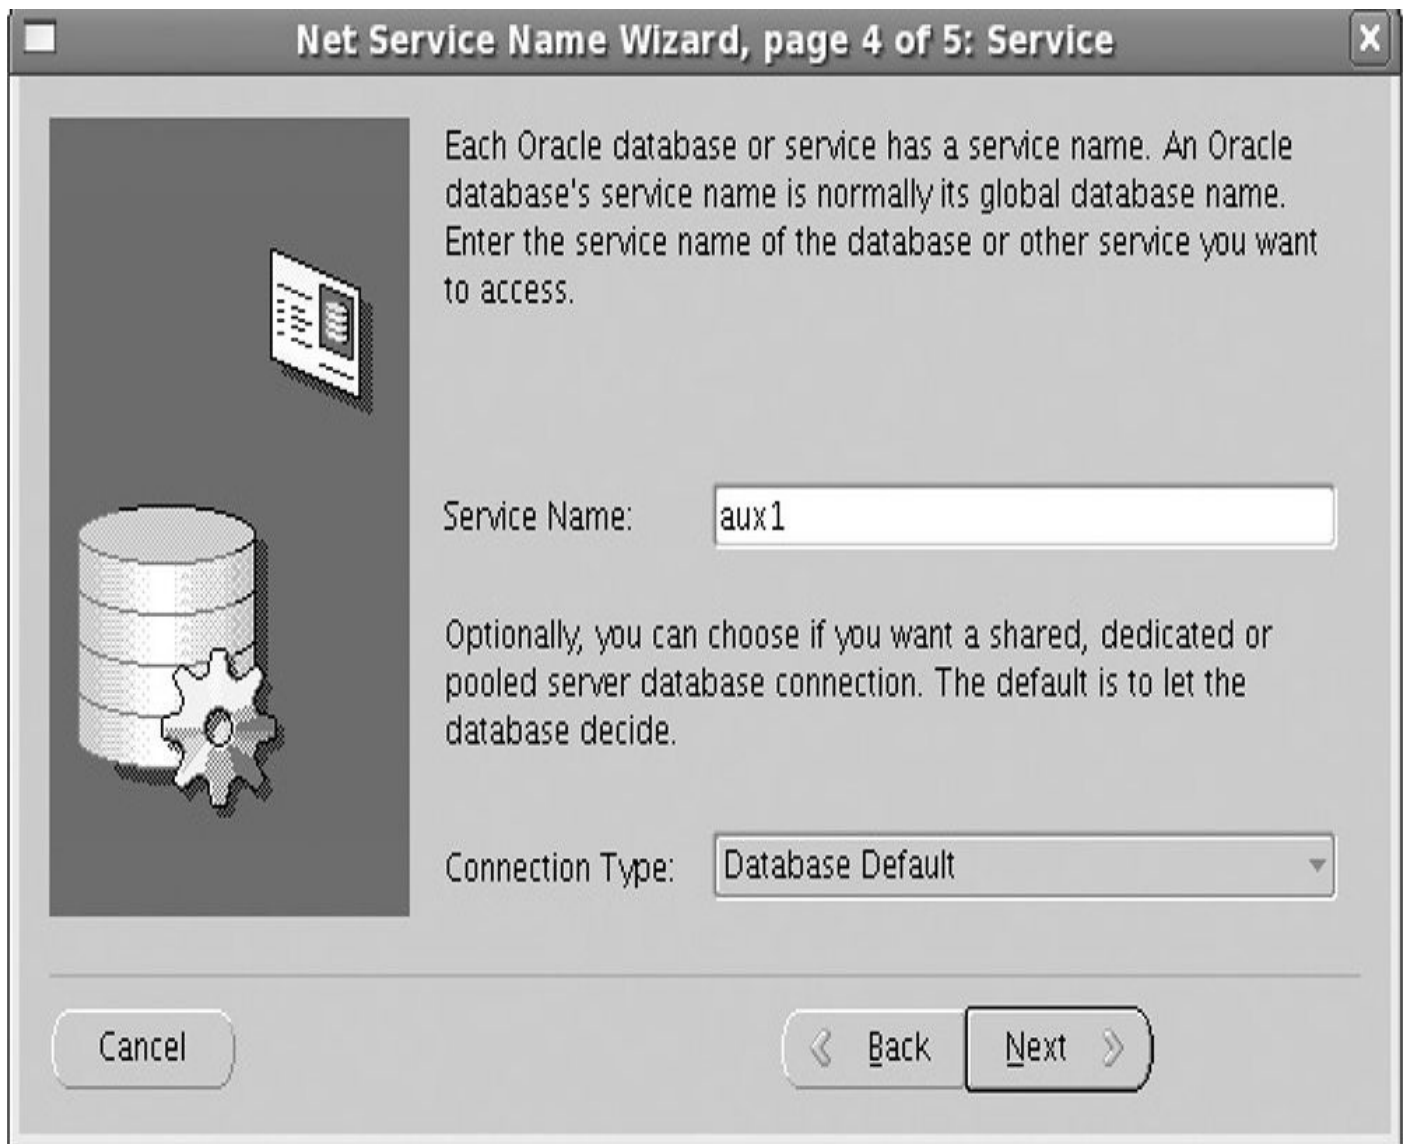 Net Service Name Wizard, page 4 of 5: Service
Each Oracle database or service has a service name. An Oracle
database's service name is normally its global database name.
Enter the service name of the database or other service you want
to access.
Service Name: aux1
Optionally, you can choose if you want a shared, dedicated or
pooled server database connection. The default is to let the
database decide.
Connection Type: Database Default
Cancel Back Next